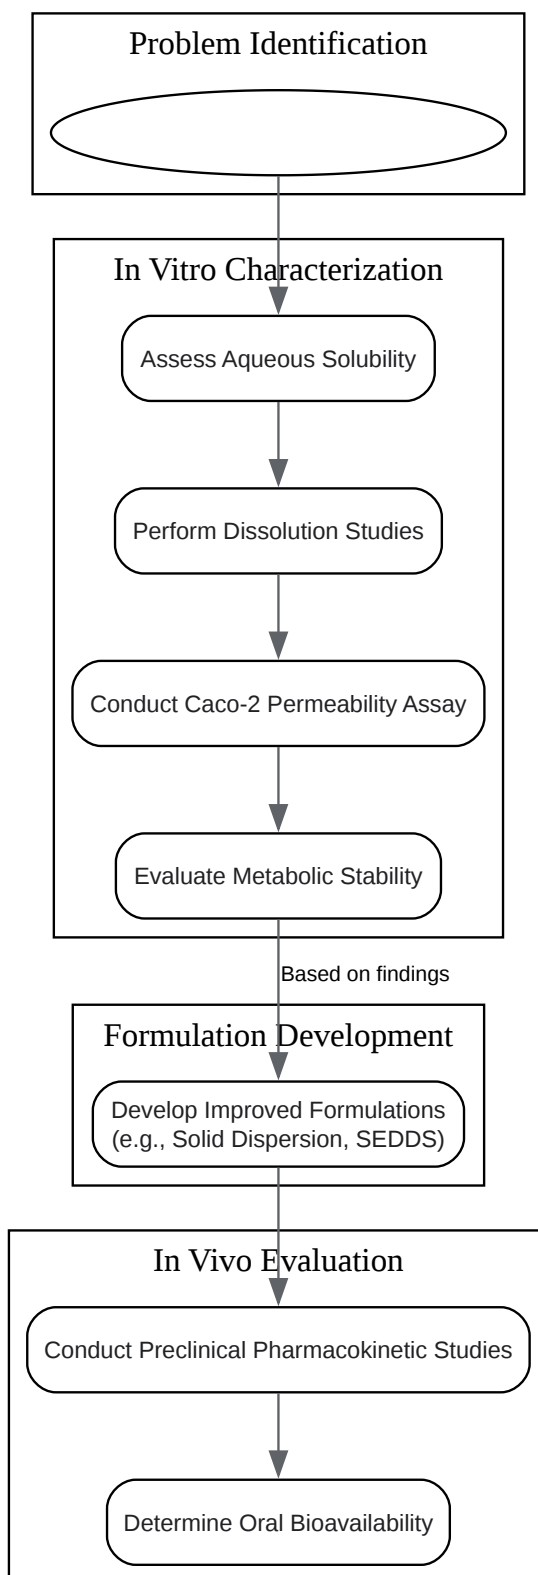 Problem Identification
In Vitro Characterization
Assess Aqueous Solubility
Perform Dissolution Studies
Conduct Caco-2 Permeability Assay
Evaluate Metabolic Stability
Based on findings
Formulation Development
Develop Improved Formulations
(e.g., Solid Dispersion, SEDDS)
In Vivo Evaluation
Conduct Preclinical Pharmacokinetic Studies
Determine Oral Bioavailability